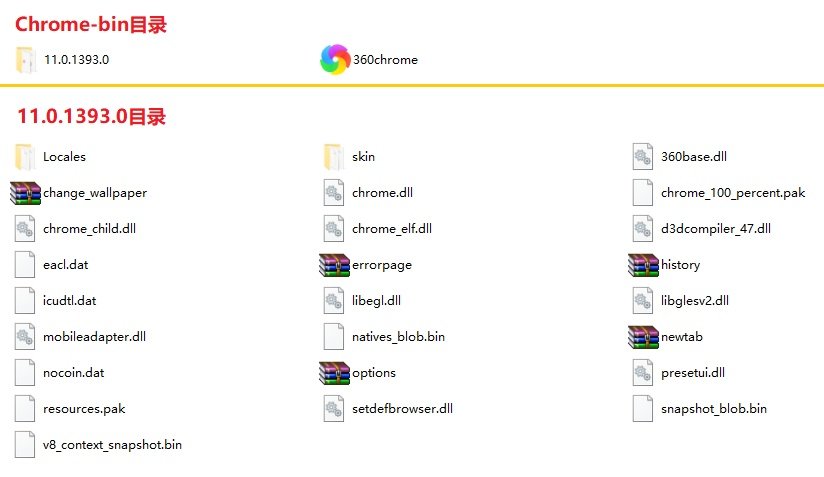 Chrome-bin目录
11.0.1393.0 360chrome
11.0.1393.0目录
Locales skin 360base.dll
change_wallpaper chrome.dll chrome_100_percent.pak
chrome_child.dll chrome_elf.dll d3dcompiler_47.dll
eacl.dat errorpage history
icudtl.dat libegl.dll libglesv2.dll
mobileadapter.dll natives_blob.bin newtab
nocoin.dat options presetui.dll
resources.pak setdefbrowser.dll snapshot_blob.bin
v8_context_snapshot.bin